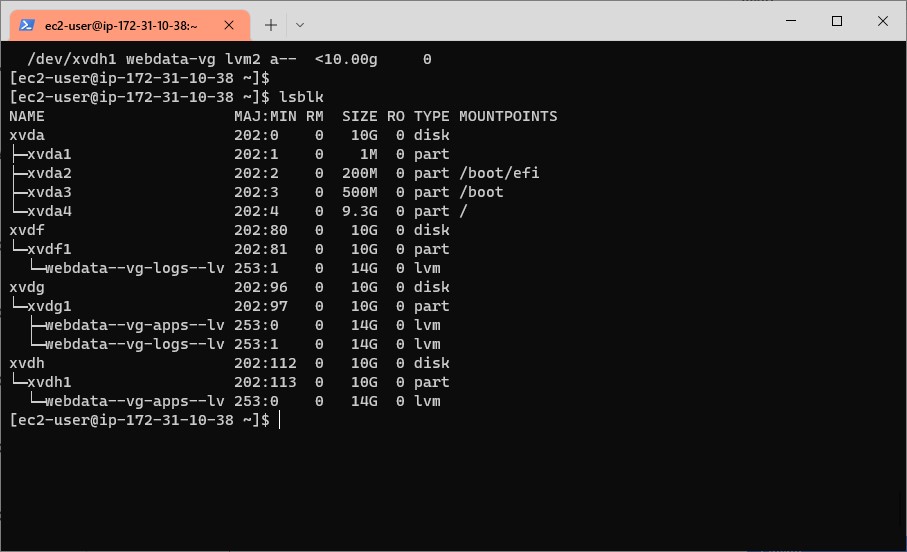 ec2-user@ip-172-31-10-38:~
  /dev/xvdh1 webdata-vg lvm2 a--  <10.00g     0
[ec2-user@ip-172-31-10-38 ~]$
[ec2-user@ip-172-31-10-38 ~]$ lsblk
NAME                     MAJ:MIN RM  SIZE RO TYPE MOUNTPOINTS
xvda                     202:0    0   10G  0 disk
├─xvda1                  202:1    0    1M  0 part
├─xvda2                  202:2    0  200M  0 part /boot/efi
├─xvda3                  202:3    0  500M  0 part /boot
└─xvda4                  202:4    0  9.3G  0 part /
xvdf                     202:80   0   10G  0 disk
└─xvdf1                  202:81   0   10G  0 part
  └─webdata--vg-logs--lv 253:1    0   14G  0 lvm
xvdg                     202:96   0   10G  0 disk
└─xvdg1                  202:97   0   10G  0 part
  ├─webdata--vg-apps--lv 253:0    0   14G  0 lvm
  └─webdata--vg-logs--lv 253:1    0   14G  0 lvm
xvdh                     202:112  0   10G  0 disk
└─xvdh1                  202:113  0   10G  0 part
  └─webdata--vg-apps--lv 253:0    0   14G  0 lvm
[ec2-user@ip-172-31-10-38 ~]$